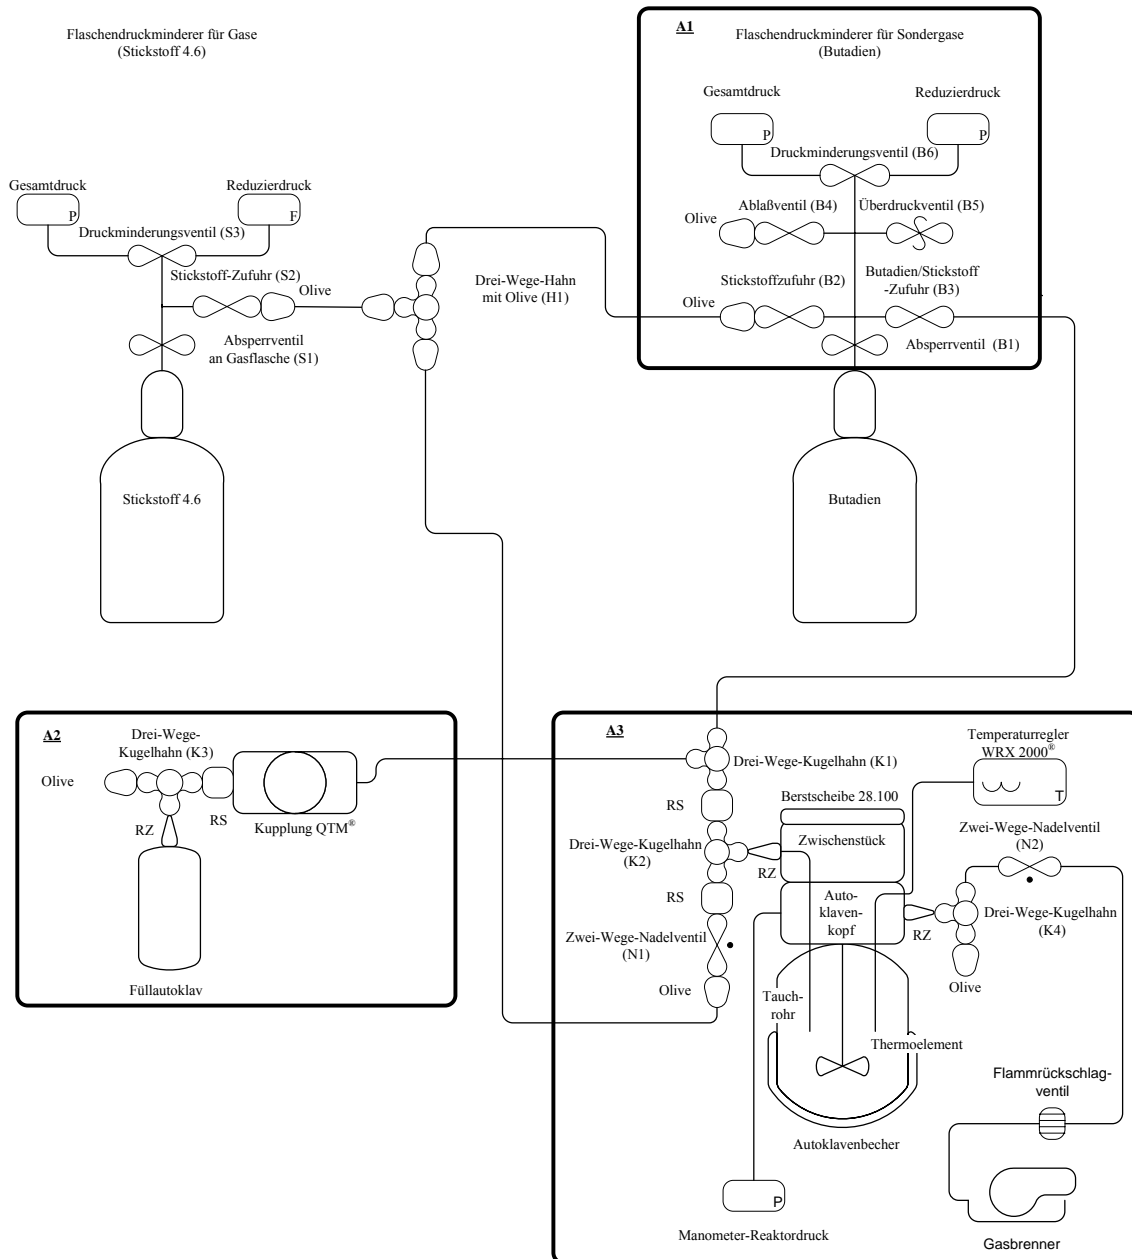 Flaschendruckminderer für Gase
(Stickstoff 4.6)
A1
Flaschendruckminderer für Sondergase
(Butadien)
Gesamtdruck
Reduzierdruck
P
P
Druckminderungsventil (B6)
Gesamtdruck
Reduzierdruck
P
F
Druckminderungsventil (S3)
Olive
Ablaßventil (B4)
Überdruckventil (B5)
Stickstoff-Zufuhr (S2)
Olive
Drei-Wege-Hahn
mit Olive (H1)
Stickstoffzufuhr (B2)
Olive
Butadien/Stickstoff
-Zufuhr (B3)
Absperrventil
an Gasflasche (S1)
Absperrventil (B1)
Stickstoff 4.6
Butadien
A2
Drei-Wege-
Kugelhahn (K3)
Olive
RZ
RS
Kupplung QTM®
Füllautoklav
A3
Temperaturregler
WRX 2000®
T
Drei-Wege-Kugelhahn (K1)
RS
Berstscheibe 28.100
Zwischenstück
Drei-Wege-Kugelhahn
(K2)
RZ
Zwei-Wege-Nadelventil
(N2)
RS
Auto-
klaven-
kopf
Drei-Wege-Kugelhahn
(K4)
RZ
Zwei-Wege-Nadelventil
(N1)
Olive
Olive
Tauch-
rohr
Thermoelement
Flammrückschlag-
ventil
Autoklavenbecher
P
Manometer-Reaktordruck
Gasbrenner